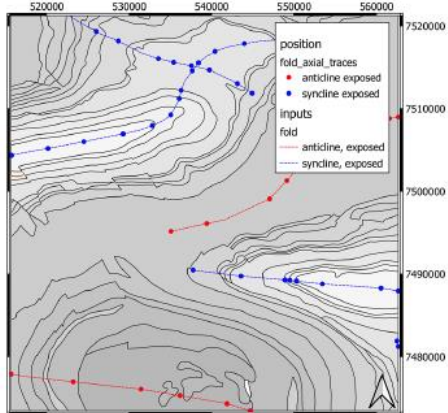 520000 530000 540000 550000 560000
7520000
position
fold_axial_traces
anticline exposed
syncline exposed
inputs
fold
anticline, exposed
syncline, exposed
7510000
7500000
7490000
7480000